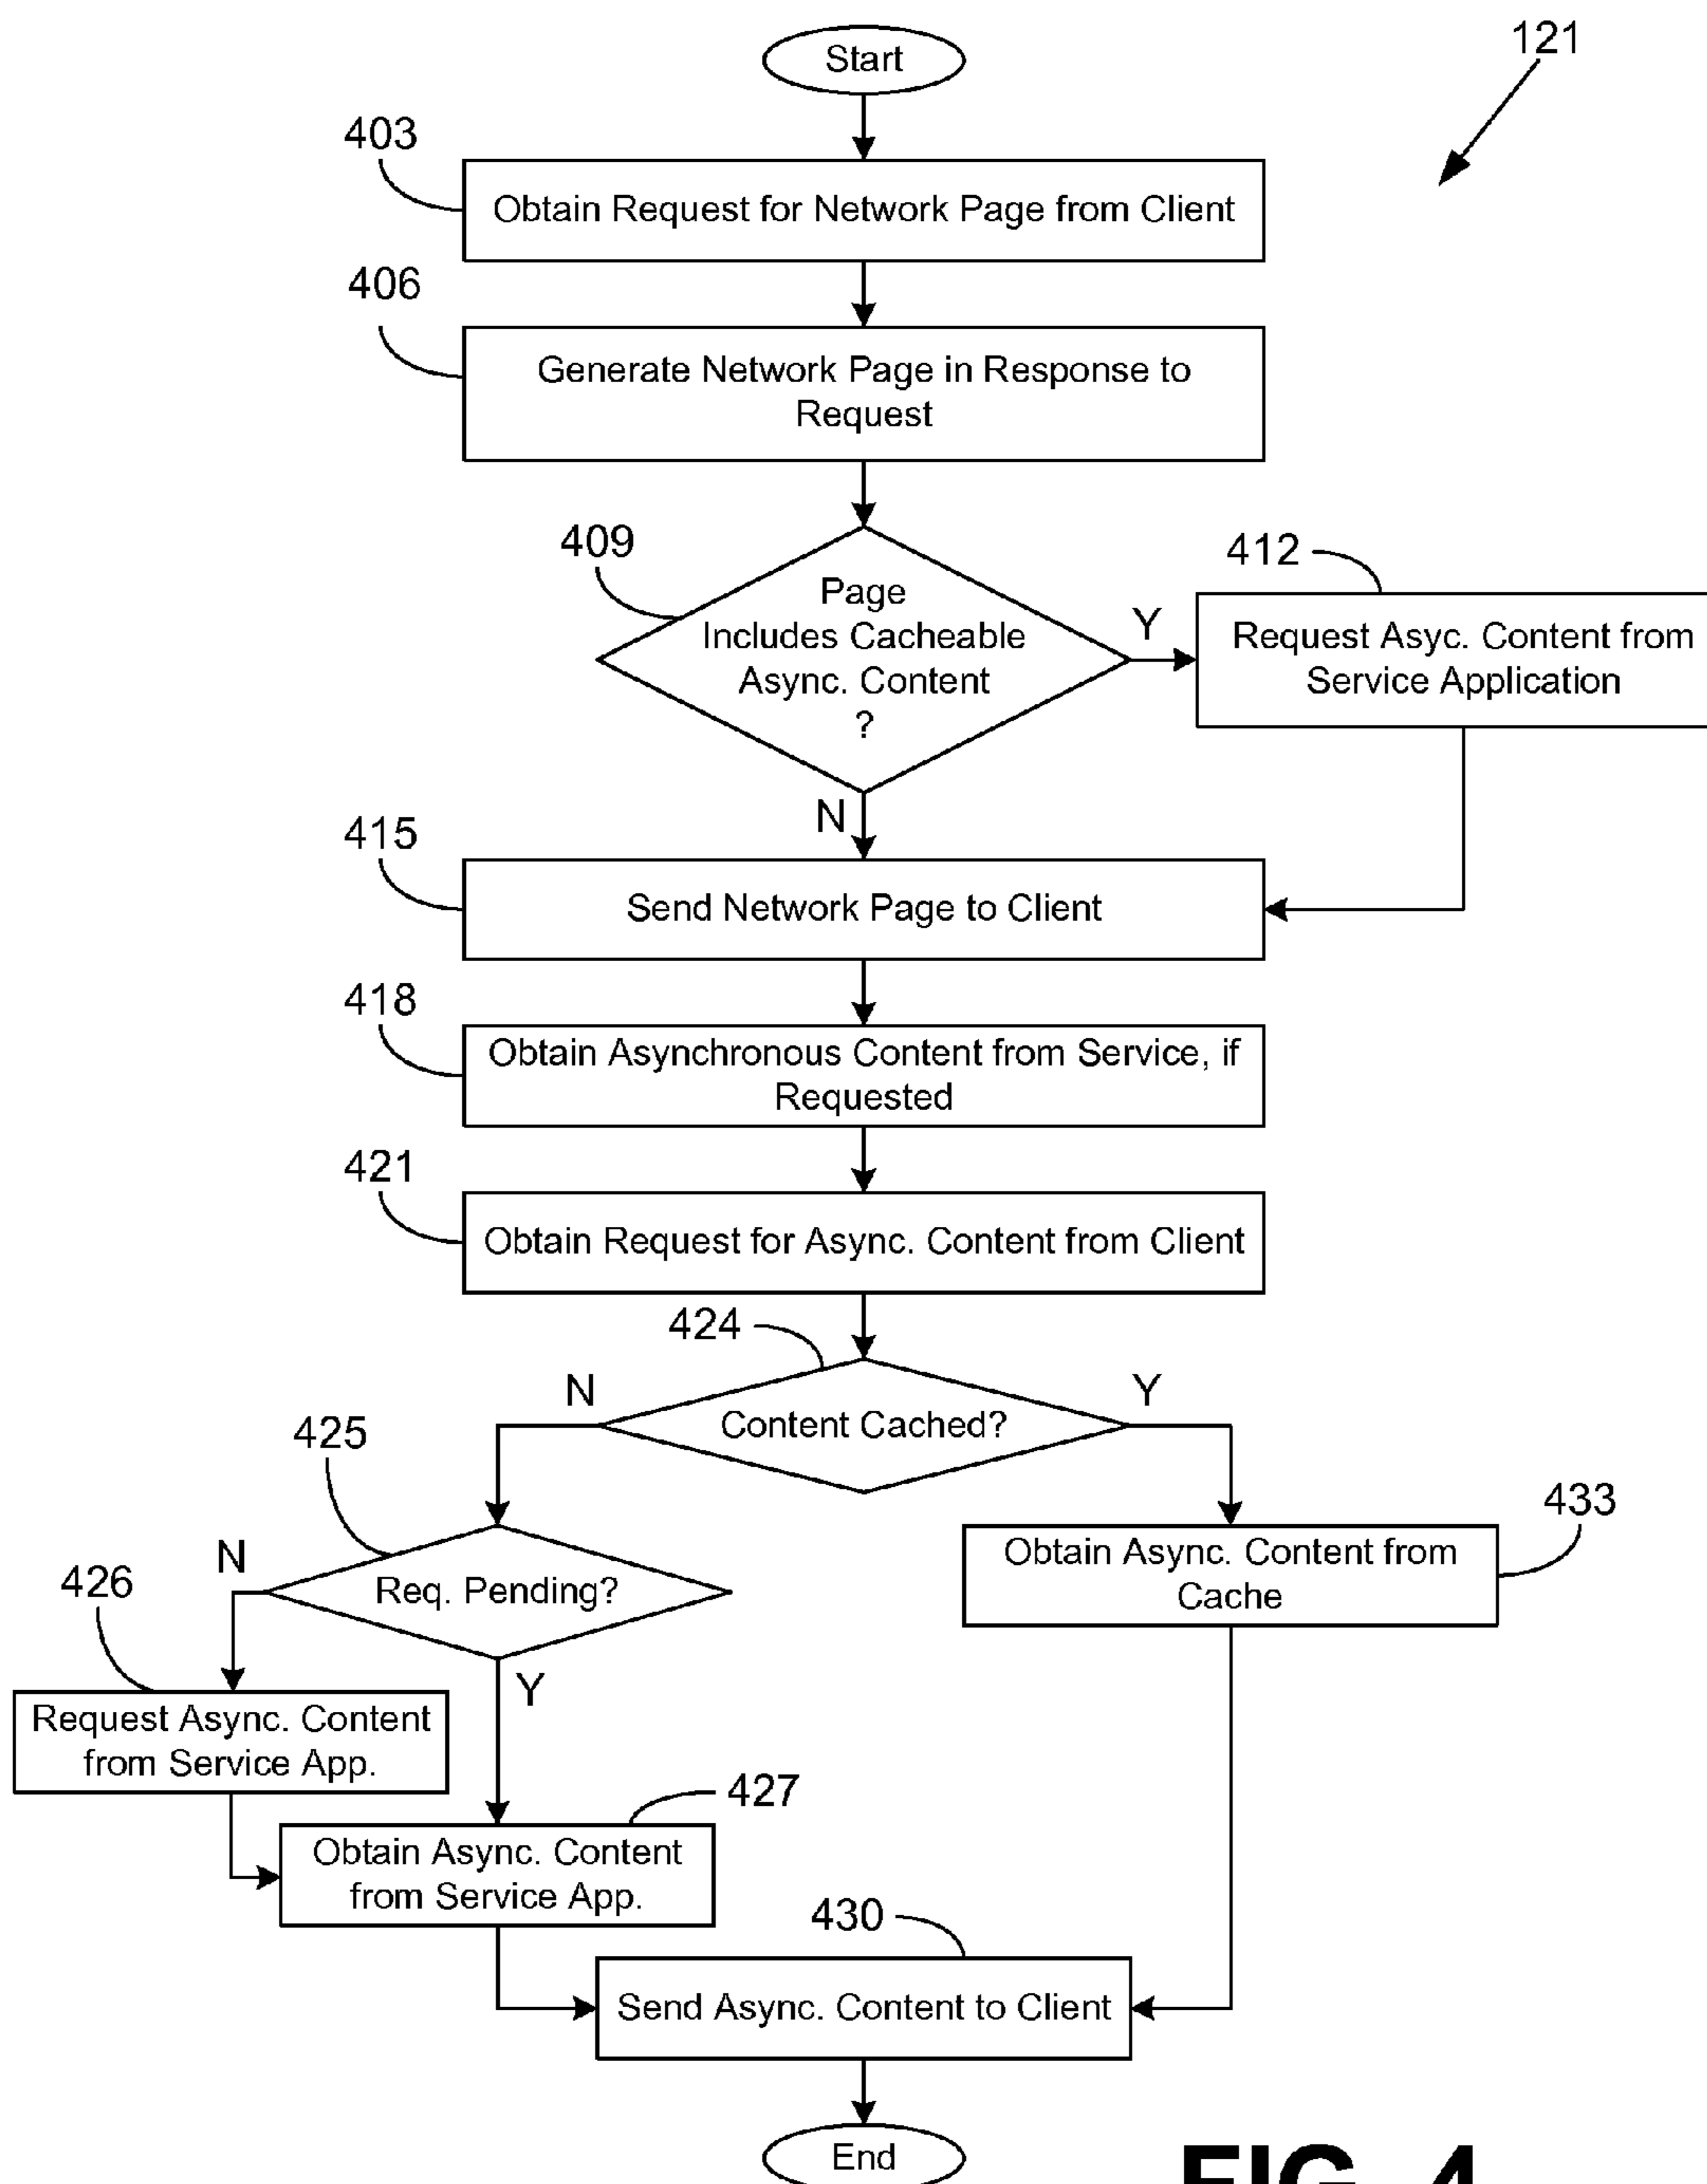 Start
121
403
Obtain Request for Network Page from Client
406
Generate Network Page in Response to
Request
409
Page
Includes Cacheable
Async. Content
?
Y
412
Request Asyc. Content from
Service Application
N
415
Send Network Page to Client
418
Obtain Asynchronous Content from Service, if
Requested
421
Obtain Request for Async. Content from Client
424
N
Content Cached?
Y
425
Req. Pending?
N
Y
426
Request Async. Content
from Service App.
433
Obtain Async. Content from
Cache
427
Obtain Async. Content
from Service App.
430
Send Async. Content to Client
End
FIG. 4